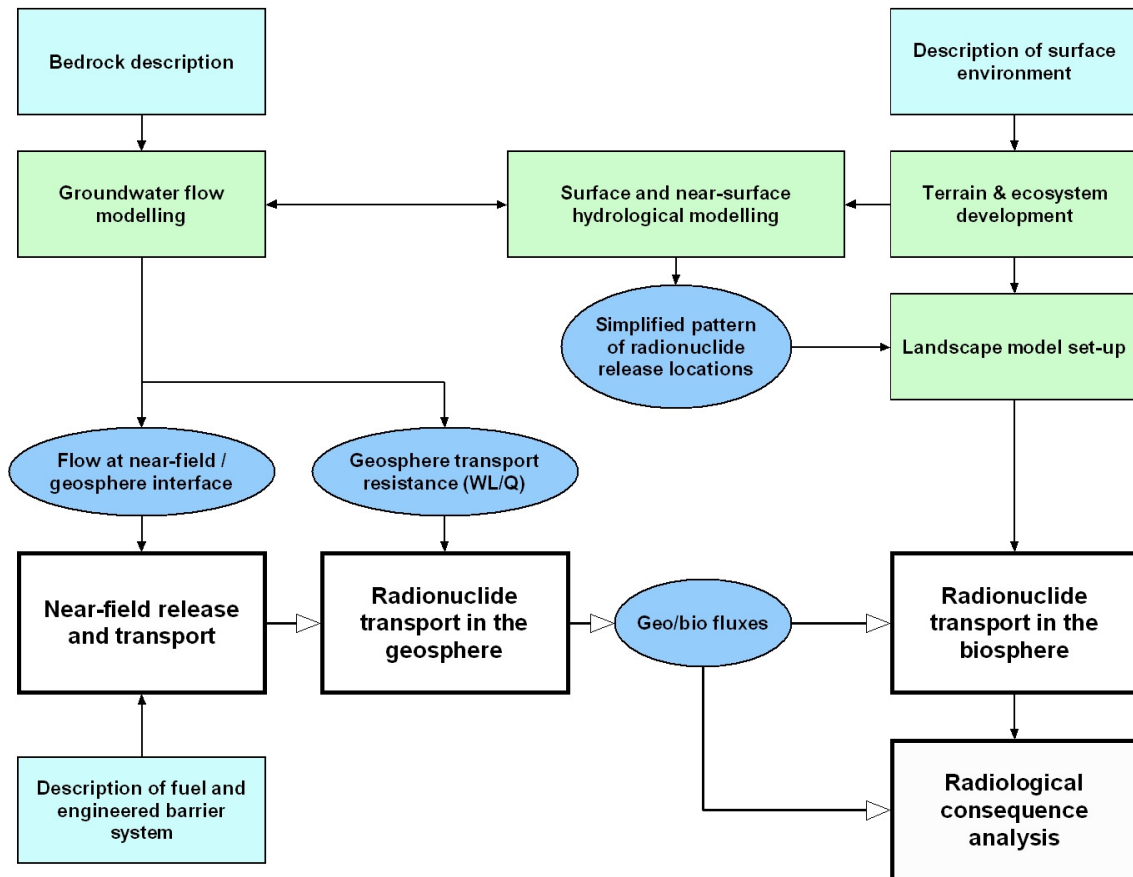 Bedrock description
Description of surface
environment
Groundwater flow
modelling
Surface and near-surface
hydrological modelling
Terrain & ecosystem
development
Simplified pattern
of radionuclide
release locations
Landscape model set-up
Flow at near-field /
geosphere interface
Geosphere transport
resistance (WL/Q)
Near-field release
and transport
Radionuclide
transport in the
geosphere
Geo/bio fluxes
Radionuclide
transport in the
biosphere
Description of fuel and
engineered barrier
system
Radiological
consequence
analysis